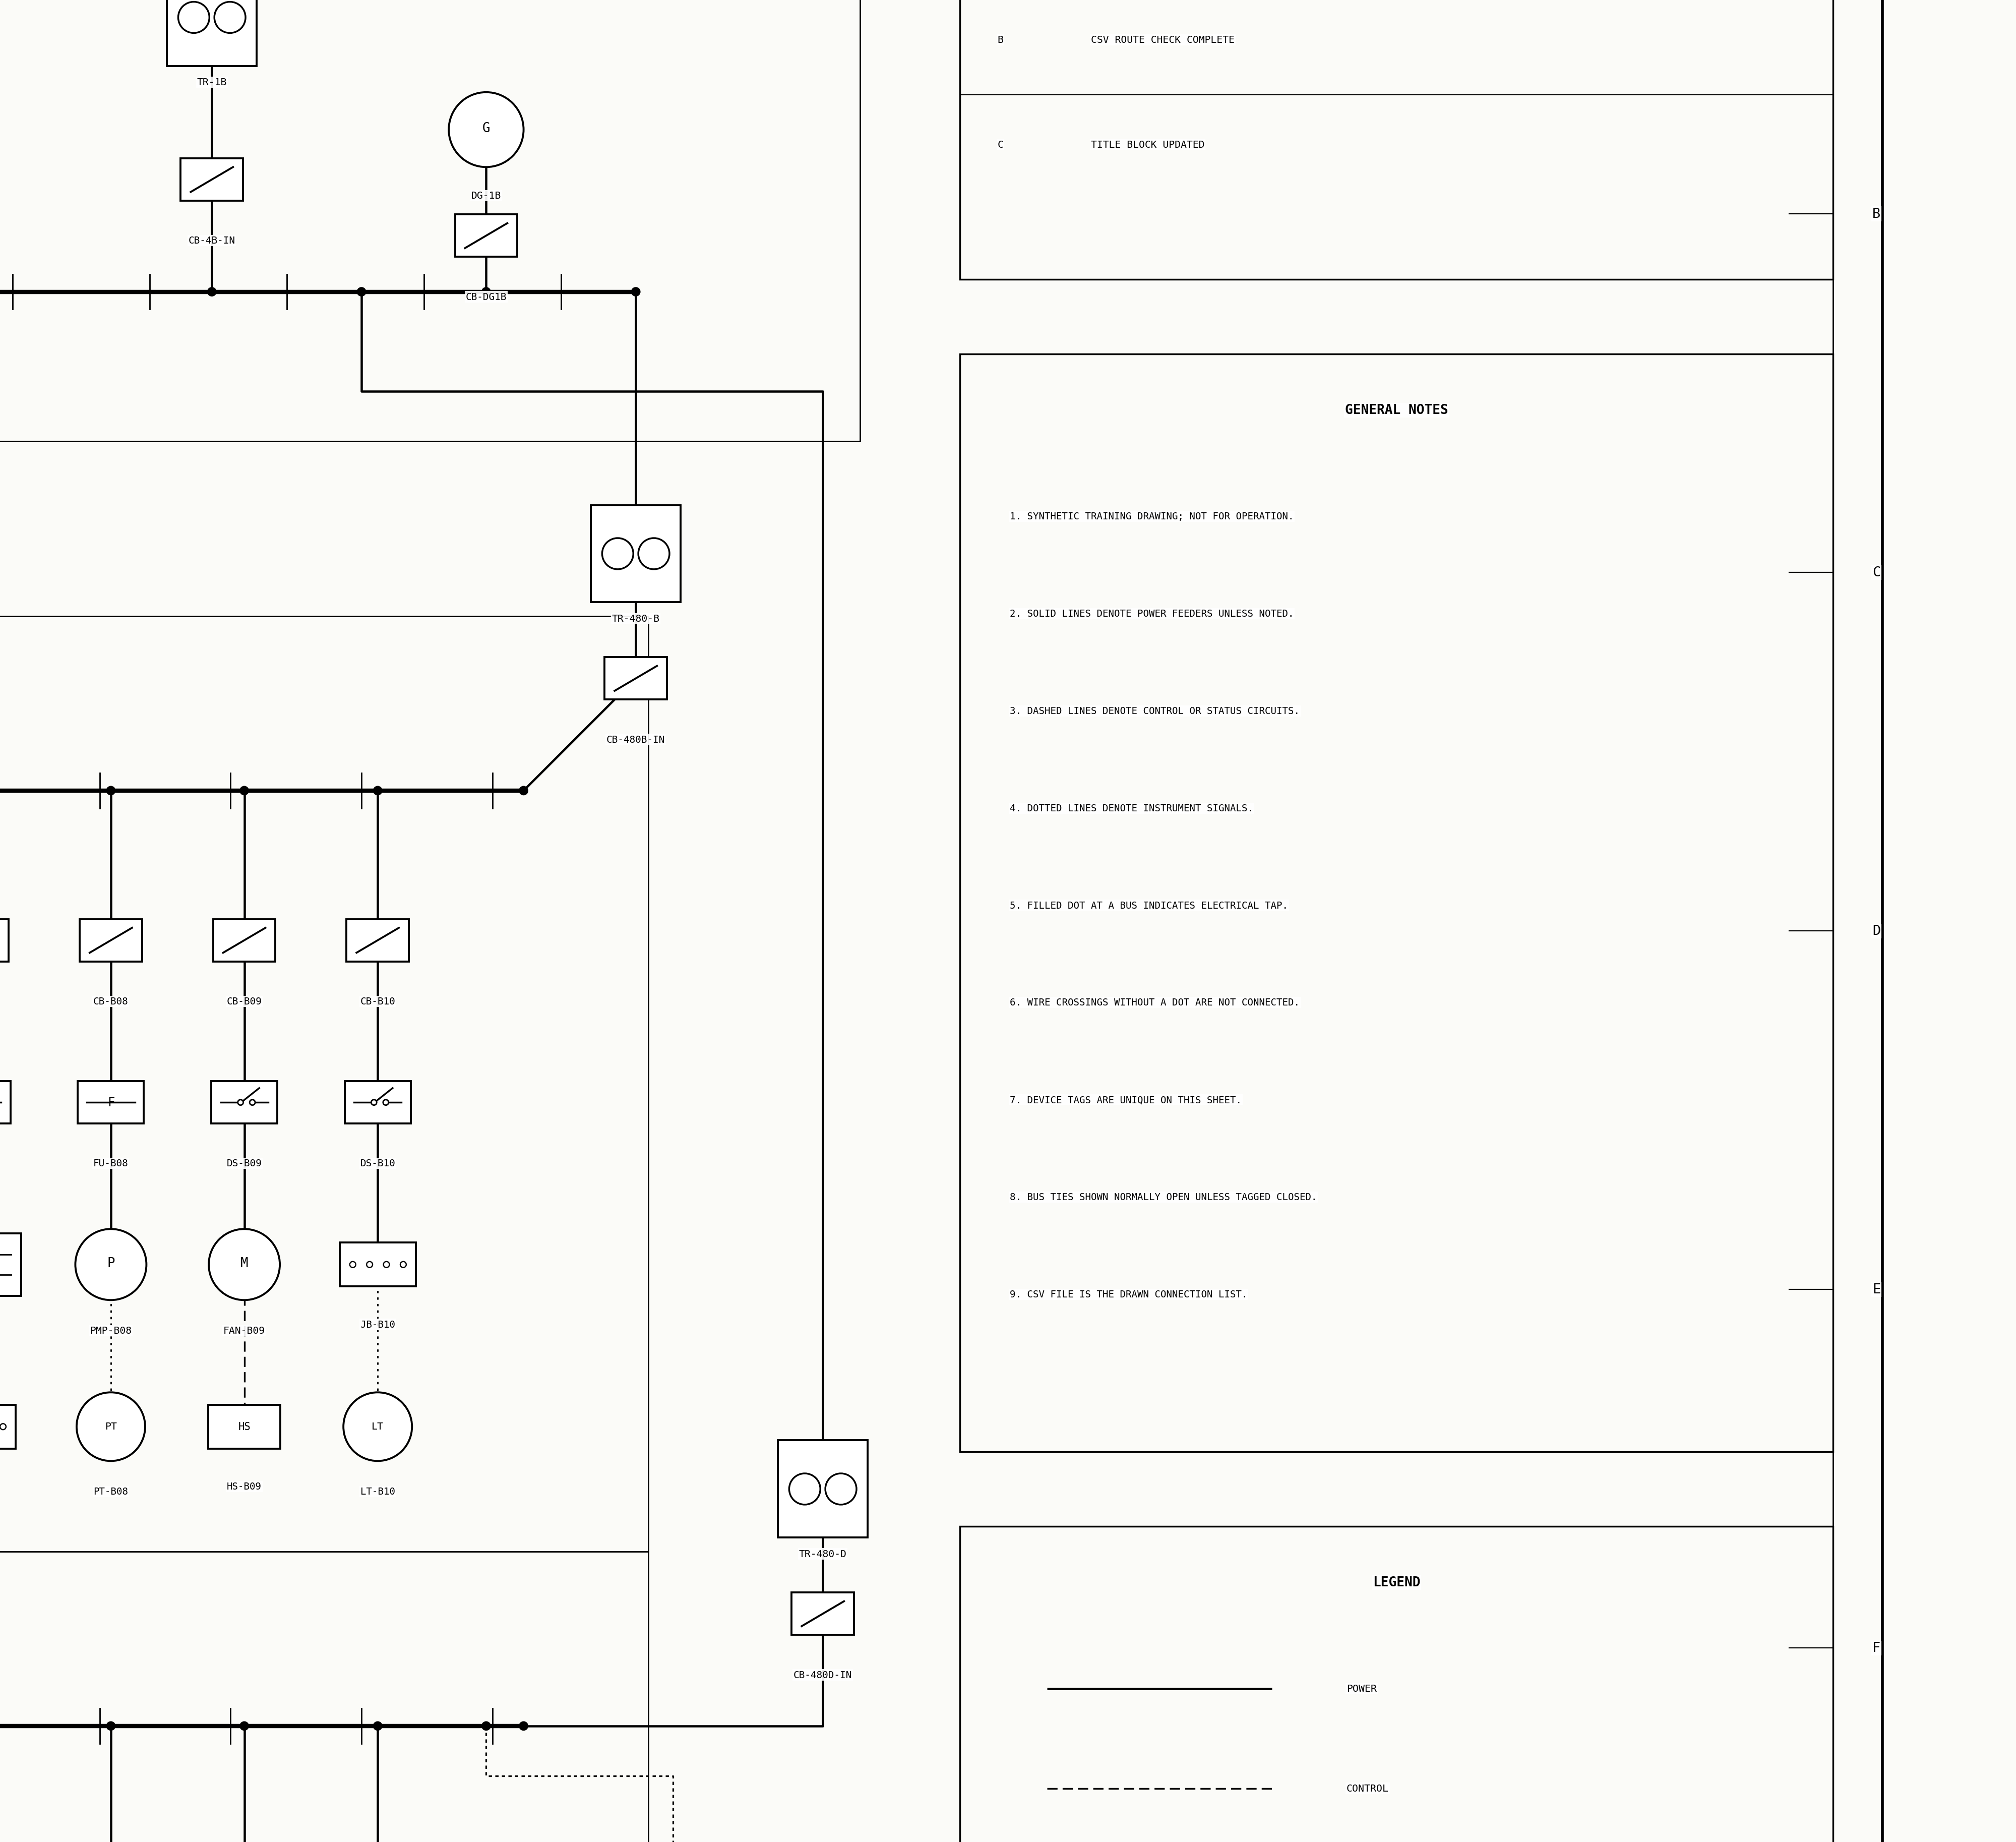 B CSV ROUTE CHECK COMPLETE
TR-1B
G
C TITLE BLOCK UPDATED
DG-1B
B
CB-4B-IN
CB-DG1B
GENERAL NOTES
1. SYNTHETIC TRAINING DRAWING; NOT FOR OPERATION.
C
2. SOLID LINES DENOTE POWER FEEDERS UNLESS NOTED.
TR-480-B
3. DASHED LINES DENOTE CONTROL OR STATUS CIRCUITS.
CB-480B-IN
4. DOTTED LINES DENOTE INSTRUMENT SIGNALS.
5. FILLED DOT AT A BUS INDICATES ELECTRICAL TAP.
D
CB-B08 CB-B09 CB-B10
6. WIRE CROSSINGS WITHOUT A DOT ARE NOT CONNECTED.
F
7. DEVICE TAGS ARE UNIQUE ON THIS SHEET.
FU-B08 DS-B09 DS-B10
8. BUS TIES SHOWN NORMALLY OPEN UNLESS TAGGED CLOSED.
P M
9. CSV FILE IS THE DRAWN CONNECTION LIST.
E
PMP-B08 FAN-B09 JB-B10
PT HS LT
PT-B08 HS-B09 LT-B10
TR-480-D
LEGEND
F
CB-480D-IN
POWER
CONTROL